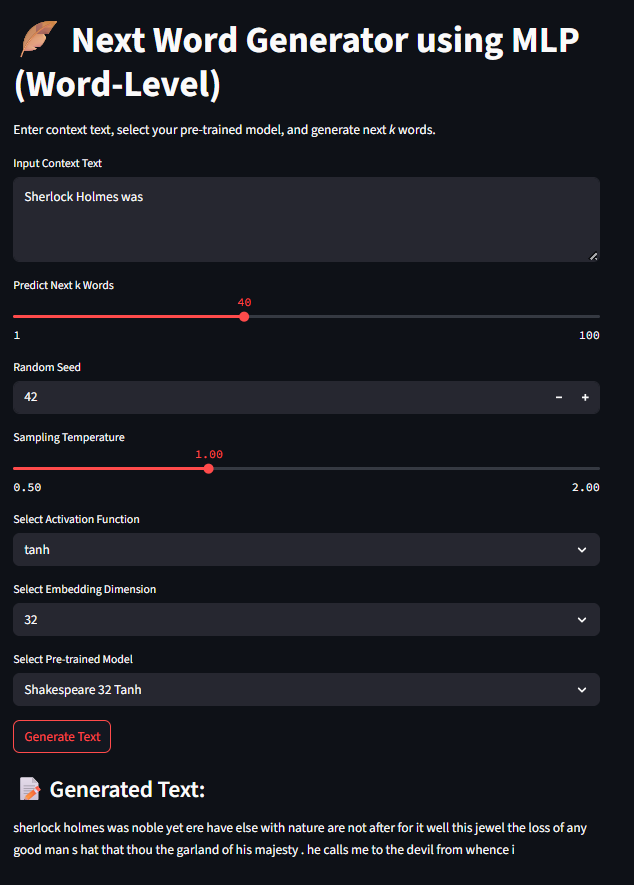 Next Word Generator using MLP
(Word-Level)
Enter context text, select your pre-trained model, and generate next k words.
Input Context Text
Sherlock Holmes was
Predict Next k Words
40
1 100
Random Seed
42 − +
Sampling Temperature
1.00
0.50 2.00
Select Activation Function
tanh
Select Embedding Dimension
32
Select Pre-trained Model
Shakespeare 32 Tanh
Generate Text
Generated Text:
sherlock holmes was noble yet ere have else with nature are not after for it well this jewel the loss of any
good man s hat that thou the garland of his majesty . he calls me to the devil from whence i